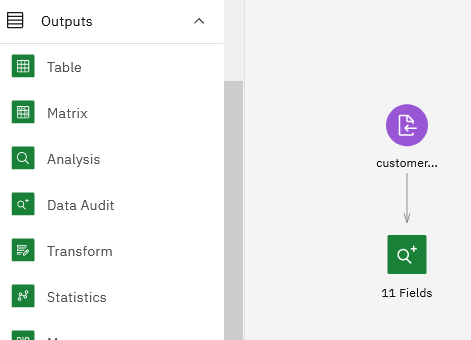 Outputs
Table
Matrix
Analysis
Data Audit
Transform
Statistics
customer...
11 Fields